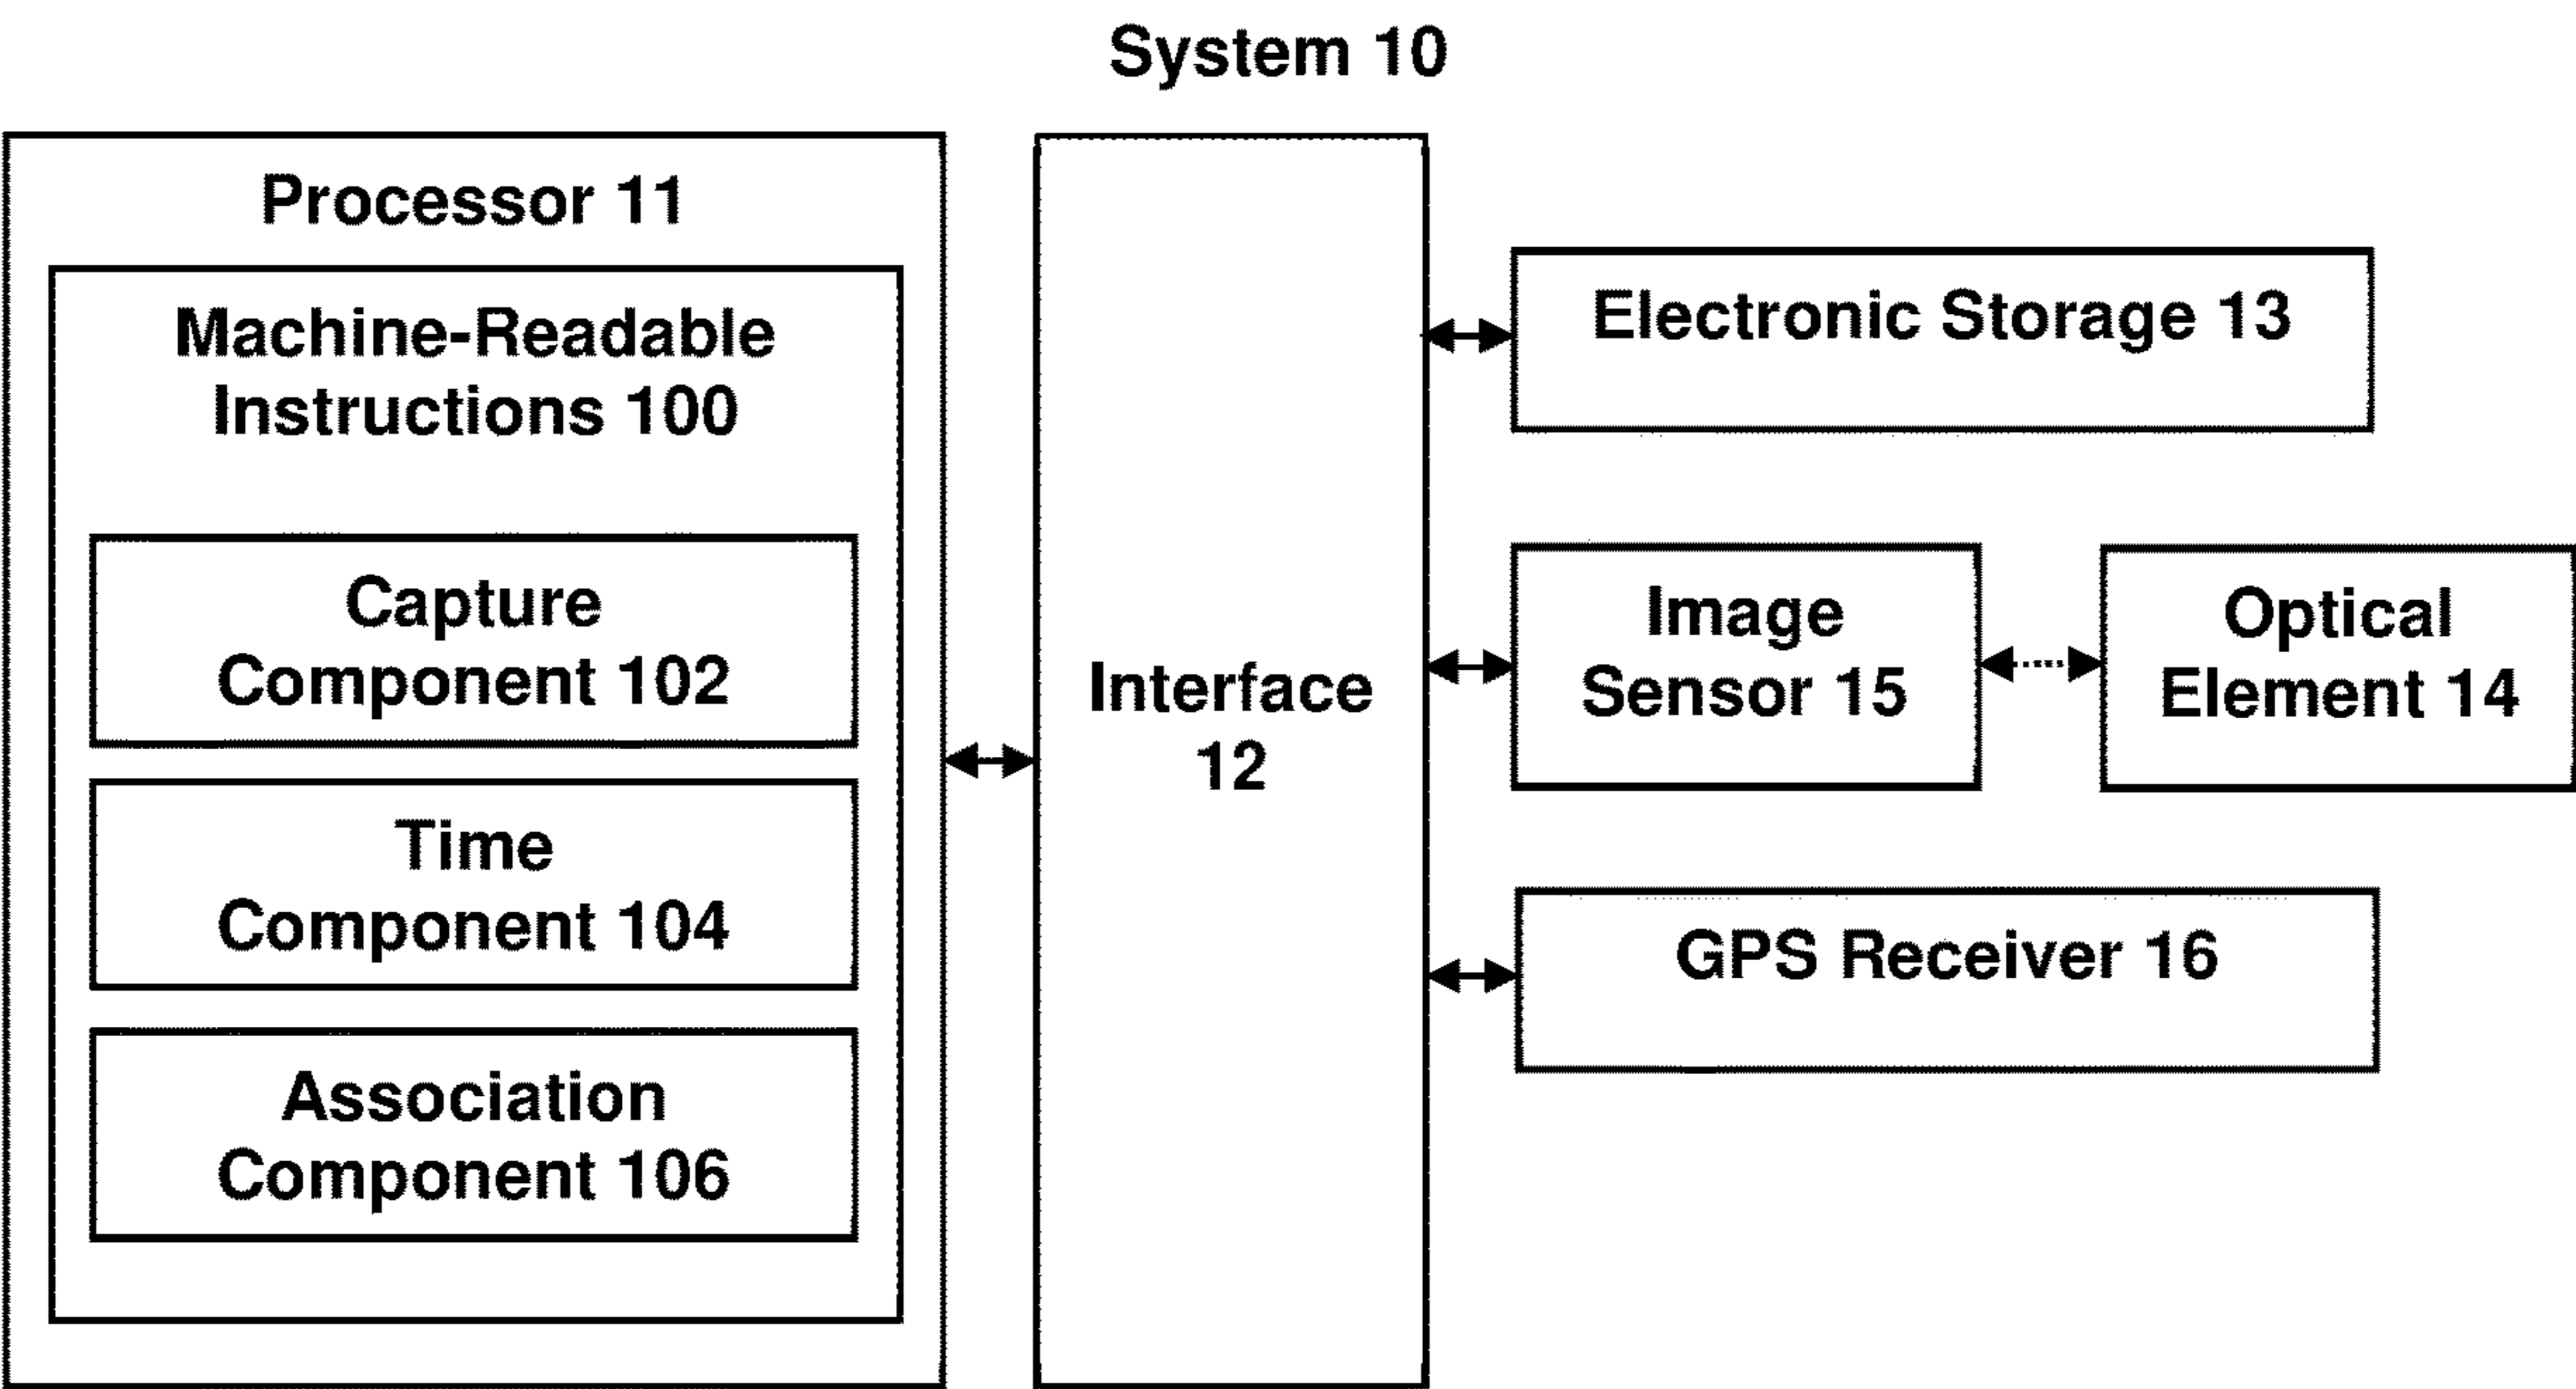 System 10
Processor 11
Machine-Readable
Instructions 100
Capture
Component 102
Time
Component 104
Association
Component 106
Interface
12
Electronic Storage 13
Image
Sensor 15
Optical
Element 14
GPS Receiver 16